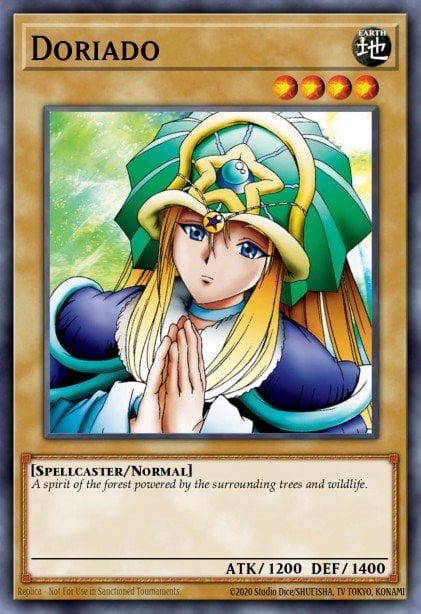 Doriado
EARTH
地
[Spellcaster/Normal]
A spirit of the forest powered by the surrounding trees and wildlife.
ATK/1200 DEF/1400
Replica - Not For Use in Sanctioned Tournaments
©2020 Studio Dice/SHUEISHA, TV TOKYO, KONAMI